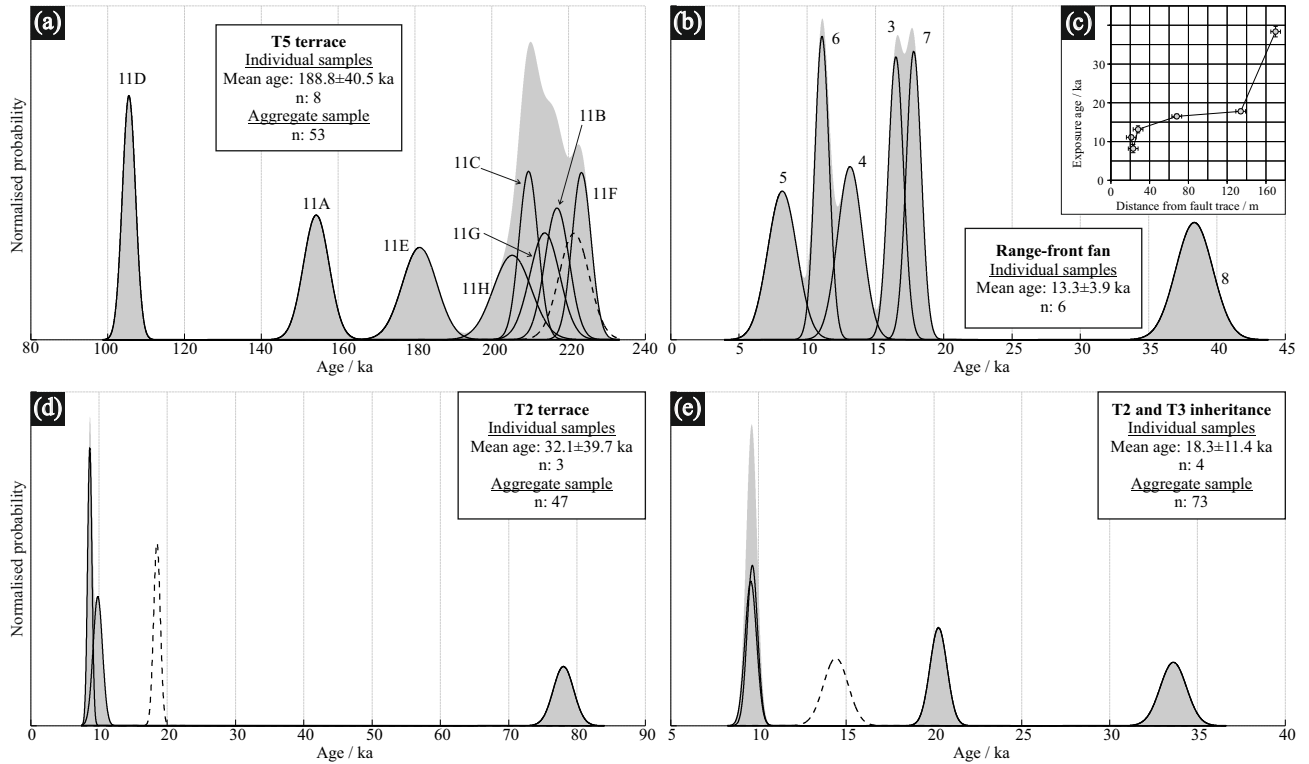 (a)
T5 terrace
Individual samples
Mean age: 188.8±40.5 ka
n: 8
Aggregate sample
n: 53
11D
11A
11E
11H
11G
11C
11B
11F
Normalised probability
80 100 120 140 160 180 200 220 240
Age / ka
(b)
5
6
4
3
7
8
Range-front fan
Individual samples
Mean age: 13.3±3.9 ka
n: 6
0 5 10 15 20 25 30 35 40 45
Age / ka
(c)
Exposure age / ka
30
20
10
0
0 40 80 120 160
Distance from fault trace / m
(d)
T2 terrace
Individual samples
Mean age: 32.1±39.7 ka
n: 3
Aggregate sample
n: 47
Normalised probability
0 10 20 30 40 50 60 70 80 90
Age / ka
(e)
T2 and T3 inheritance
Individual samples
Mean age: 18.3±11.4 ka
n: 4
Aggregate sample
n: 73
5 10 15 20 25 30 35 40
Age / ka